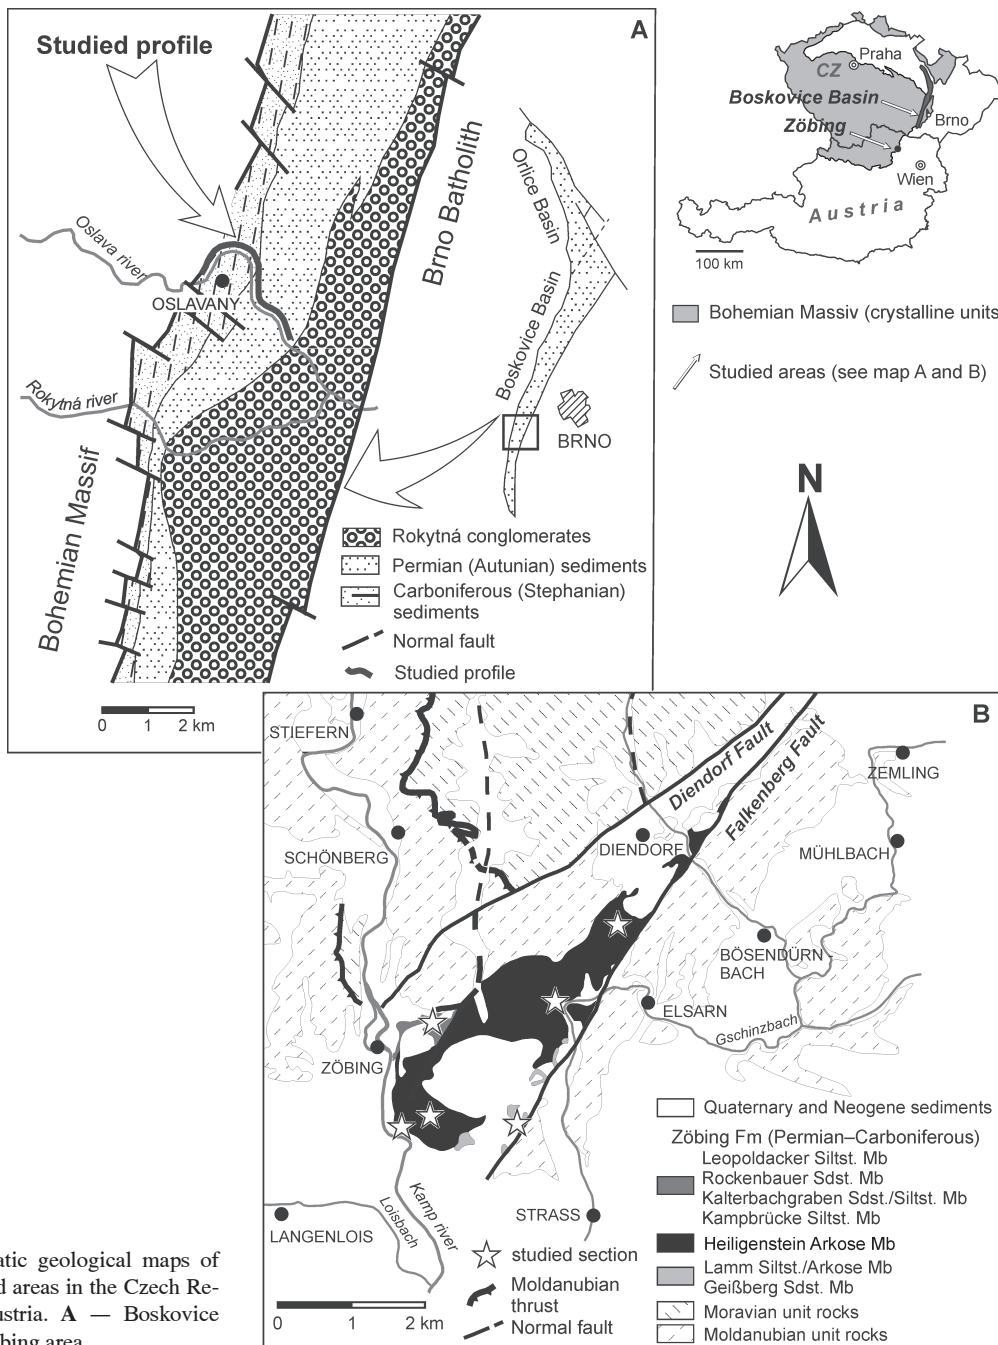 A
Studied profile
Oslava river
OSLAVANY
Rokytná river
Bohemian Massif
Brno Batholith
Orlice Basin
Boskovice Basin
BRNO
Rokytná conglomerates
Permian (Autunian) sediments
Carboniferous (Stephanian)
sediments
Normal fault
Studied profile
0 1 2 km
Praha
CZ
Boskovice Basin
Zöbing
Brno
Wien
Austria
100 km
Bohemian Massiv (crystalline units
Studied areas (see map A and B)
N
B
STIEFERN
SCHÖNBERG
ZÖBING
LANGENLOIS
Loisbach
Kamp river
Diendorf Fault
Falkenberg Fault
DIENDORF
ZEMLING
MÜHLBACH
BÖSENDÜRN-
BACH
ELSARN
Gschinzbach
STRASS
Quaternary and Neogene sediments
Zöbing Fm (Permian–Carboniferous)
Leopoldacker Siltst. Mb
Rockenbauer Sdst. Mb
Kalterbachgraben Sdst./Siltst. Mb
Kampbrücke Siltst. Mb
Heiligenstein Arkose Mb
Lamm Siltst./Arkose Mb
Geißberg Sdst. Mb
Moravian unit rocks
Moldanubian unit rocks
studied section
Moldanubian
thrust
Normal fault
0 1 2 km
atic geological maps of
d areas in the Czech Re-
ustria. A — Boskovice
bing area